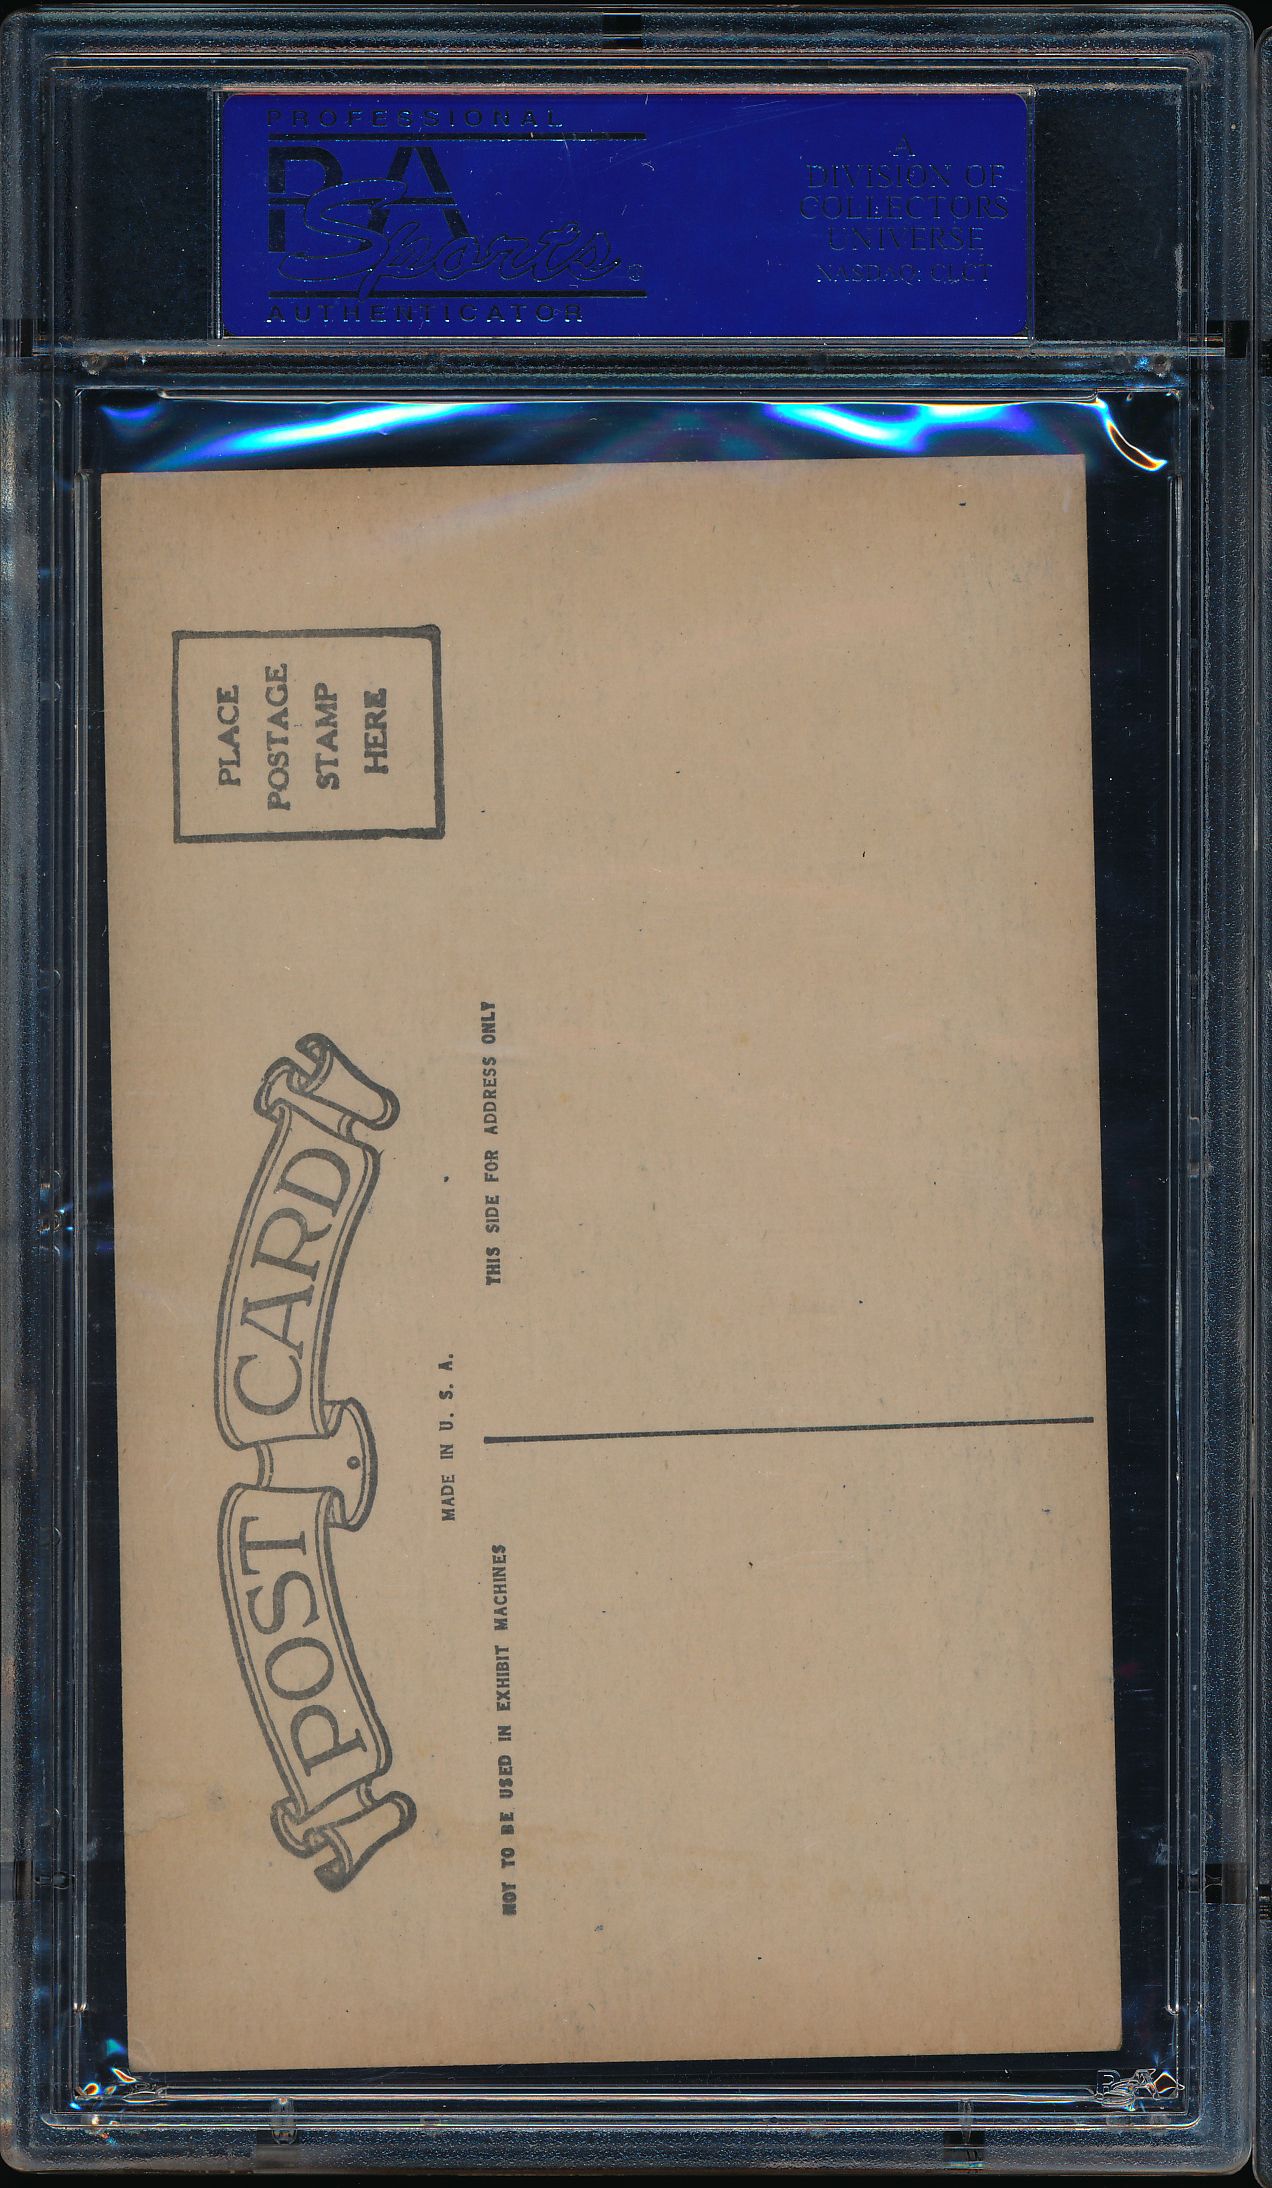 PROFESSIONAL
PSA
Sports
AUTHENTICATOR
A
DIVISION OF
COLLECTORS
UNIVERSE
NASDAQ: CLCT
PLACE
POSTAGE
STAMP
HERE
POST CARD
MADE IN U. S. A.
THIS SIDE FOR ADDRESS ONLY
NOT TO BE USED IN EXHIBIT MACHINES
PSA